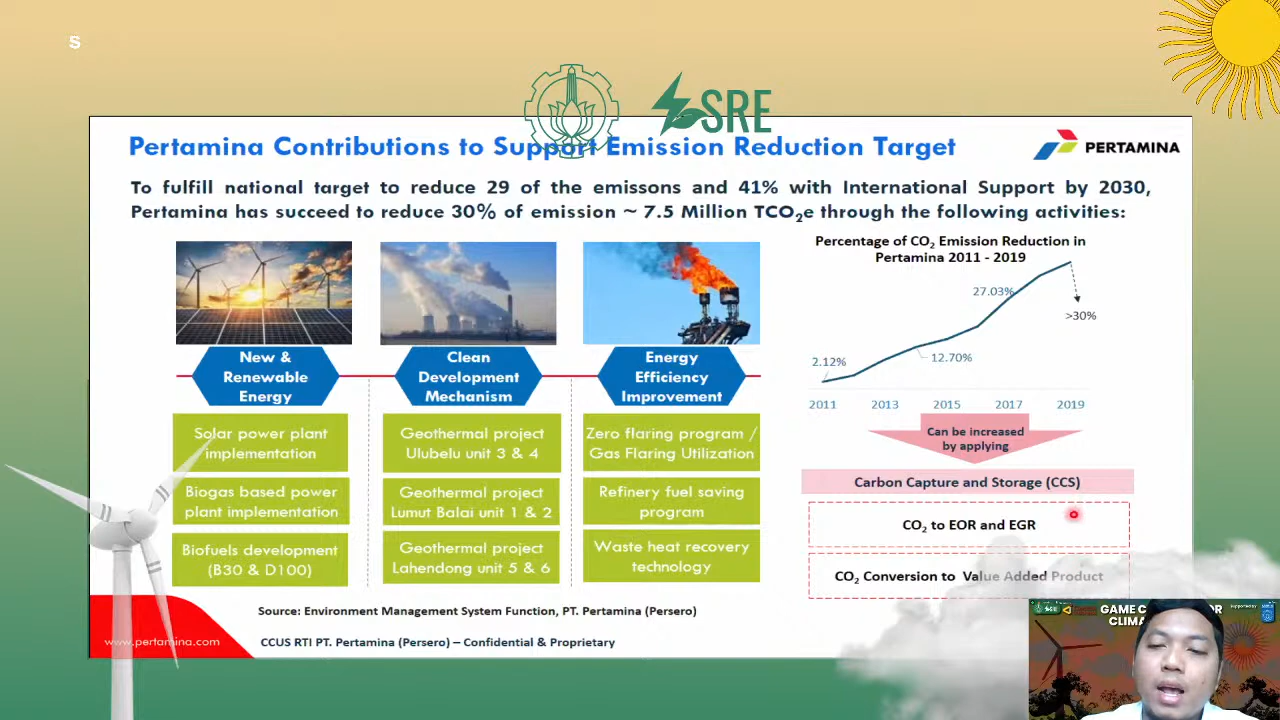 S
SRE
Pertamina Contributions to Support Emission Reduction Target
PERTAMINA
To fulfill national target to reduce 29 of the emissons and 41% with International Support by 2030,
Pertamina has succeed to reduce 30% of emission ~ 7.5 Million TCO2e through the following activities:
New &
Renewable
Energy
Solar power plant
implementation
Biogas based power
plant implementation
Biofuels development
(B30 & D100)
Clean
Development
Mechanism
Geothermal project
Ulubelu unit 3 & 4
Geothermal project
Lumut Balai unit 1 & 2
Geothermal project
Lahendong unit 5 & 6
Energy
Efficiency
Improvement
Zero flaring program /
Gas Flaring Utilization
Refinery fuel saving
program
Waste heat recovery
technology
Percentage of CO2 Emission Reduction in
Pertamina 2011 - 2019
2.12%
12.70%
27.03%
>30%
2011 2013 2015 2017 2019
Can be increased
by applying
Carbon Capture and Storage (CCS)
CO2 to EOR and EGR
CO2 Conversion to Value Added Product
Source: Environment Management System Function, PT. Pertamina (Persero)
www.pertamina.com
CCUS RTI PT. Pertamina (Persero) – Confidential & Proprietary
GAME C
OR
CLIM